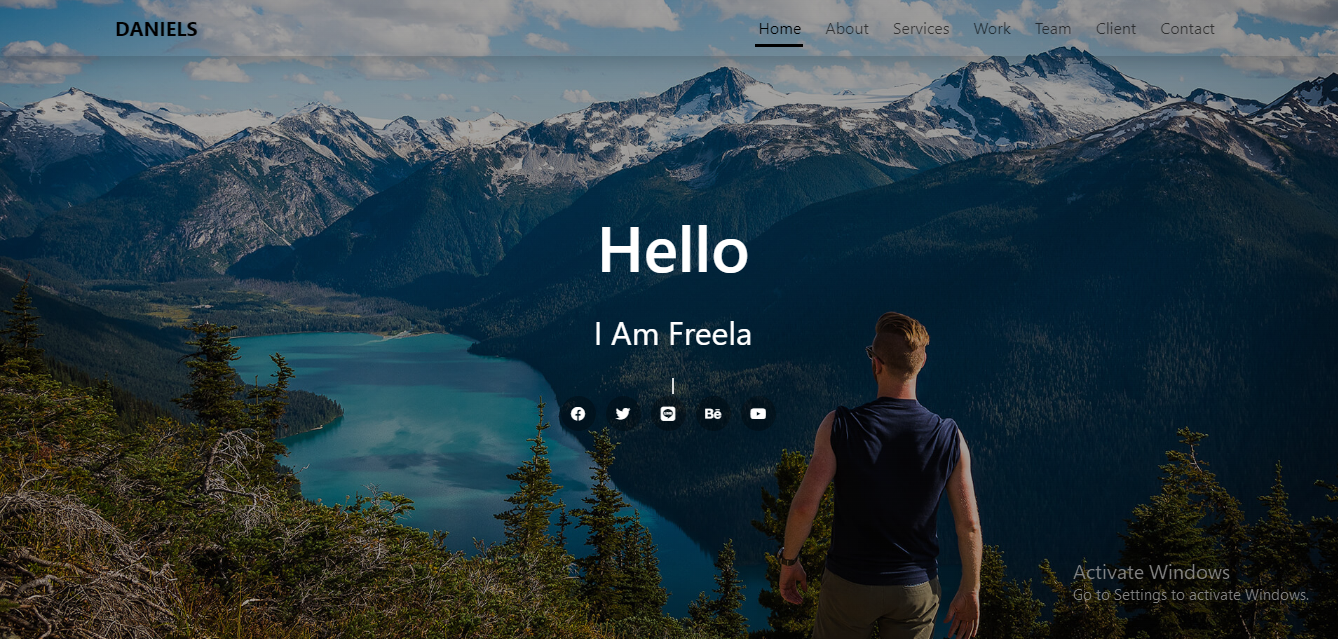 DANIELS
Home About Services Work Team Client Contact
Hello
I Am Freela
|
Bē
Activate Windows
Go to Settings to activate Windows.